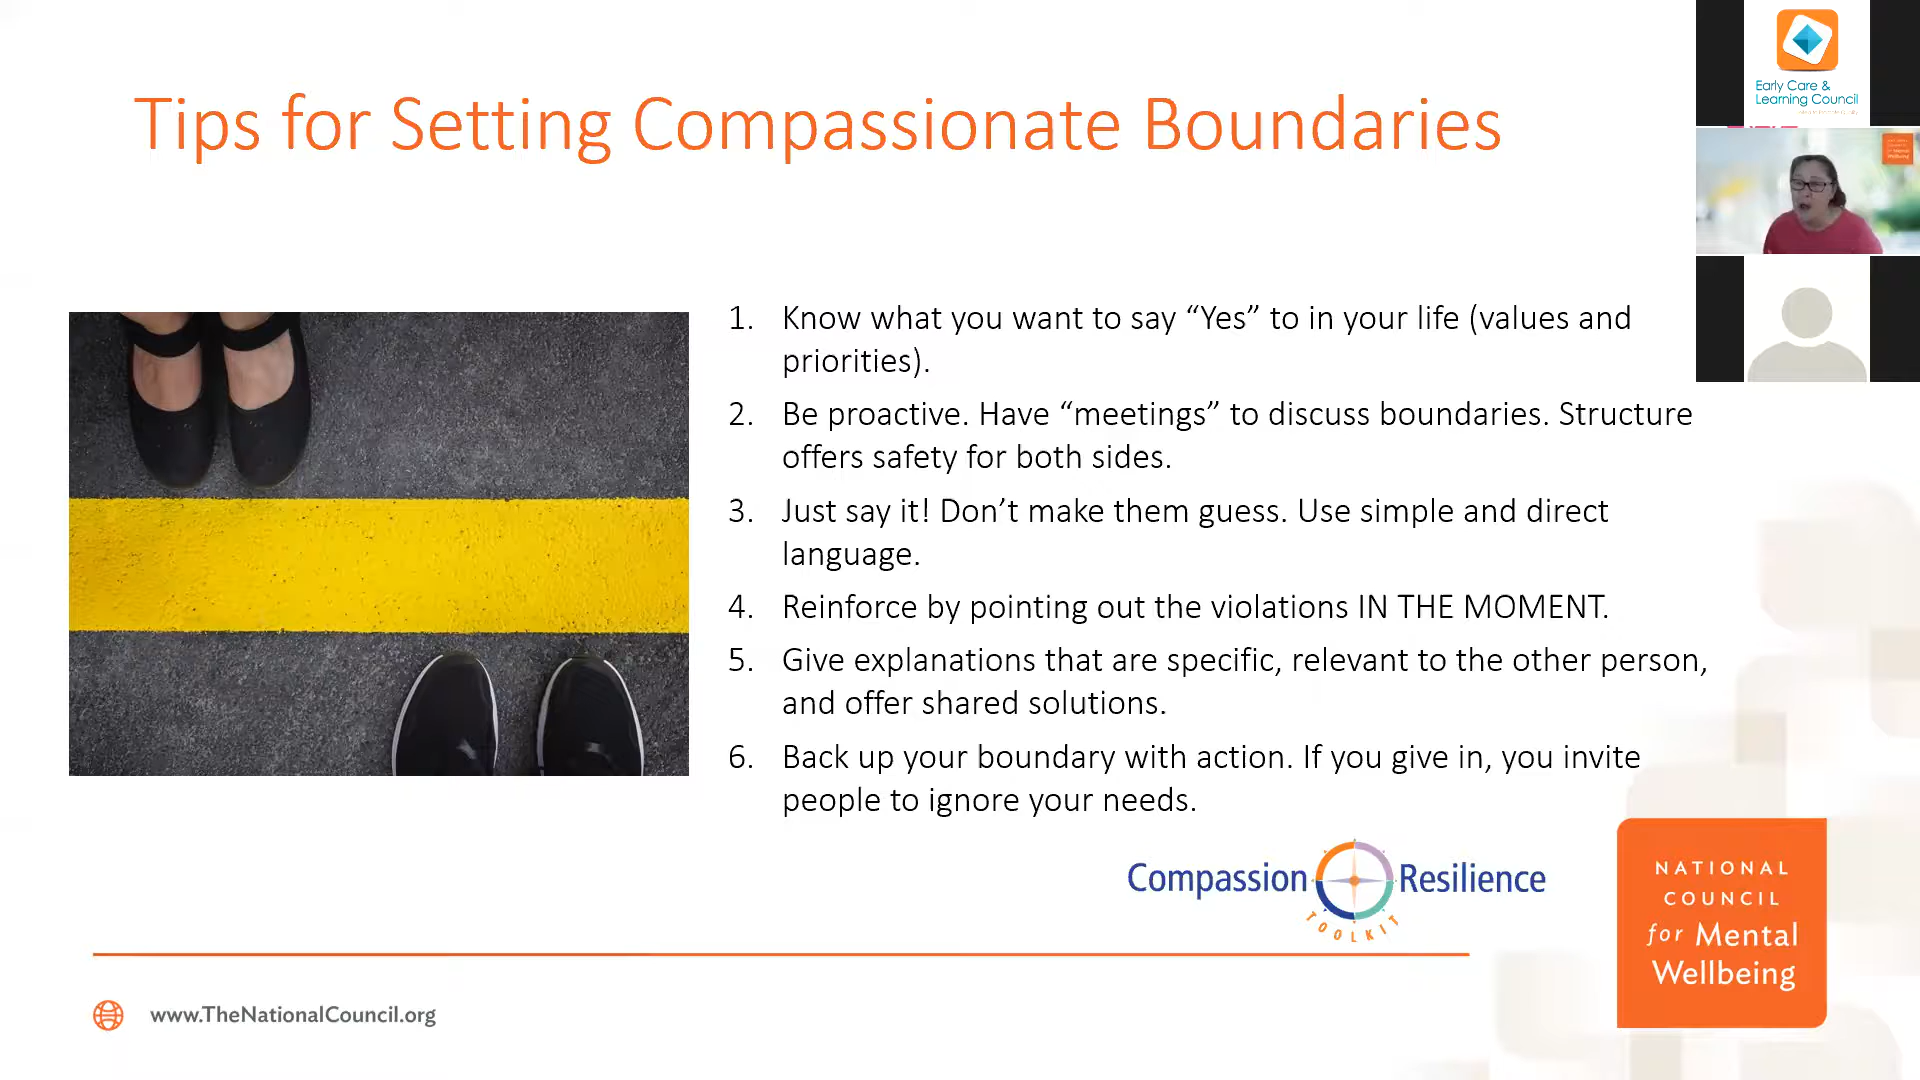 Tips for Setting Compassionate Boundaries
Early Care &
Learning Council
1. Know what you want to say “Yes” to in your life (values and
priorities).
2. Be proactive. Have “meetings” to discuss boundaries. Structure
offers safety for both sides.
3. Just say it! Don’t make them guess. Use simple and direct
language.
4. Reinforce by pointing out the violations IN THE MOMENT.
5. Give explanations that are specific, relevant to the other person,
and offer shared solutions.
6. Back up your boundary with action. If you give in, you invite
people to ignore your needs.
Compassion Resilience
TOOLKIT
NATIONAL
COUNCIL
for Mental
Wellbeing
www.TheNationalCouncil.org